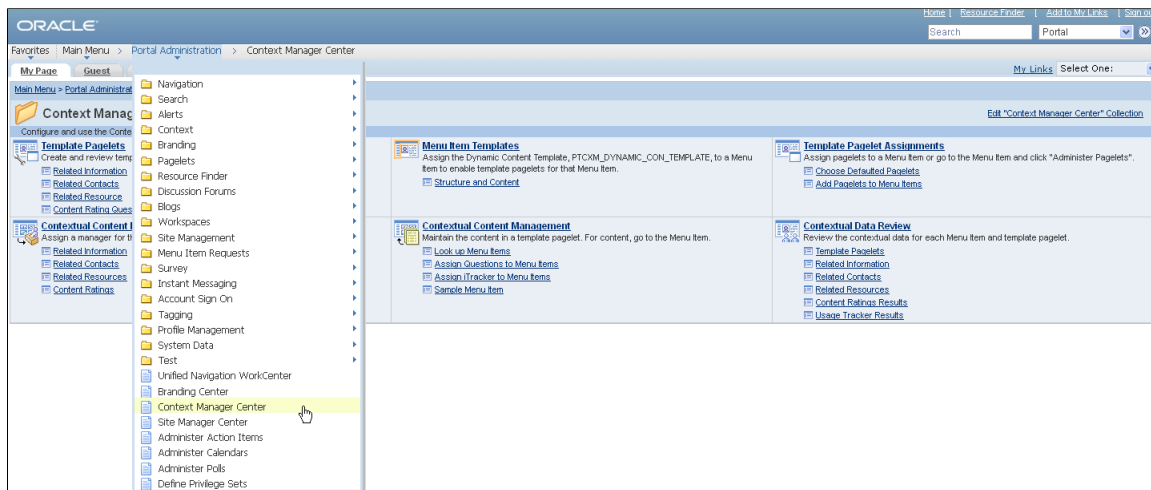 Home | Resource Finder | Add to My Links | Sign
ORACLE
Search Portal
Favorites Main Menu > Portal Administration > Context Manager Center
My Page Guest
My Links Select One:
Main Menu > Portal
Context
Edit "Context Manager Center" Collection
Configure and use the
Navigation
Search
Alerts
Context
Branding
Pagelets
Resource Finder
Discussion Forums
Blogs
Workspaces
Site Management
Menu Item Requests
Survey
Instant Messaging
Account Sign On
Tagging
Profile Management
System Data
Test
Unified Navigation WorkCenter
Branding Center
Context Manager Center
Site Manager Center
Administer Action Items
Administer Calendars
Administer Polls
Define Privilege Sets
Template Pagelets
Create and review
Related Information
Related Contacts
Related Resource
Content Rating
Menu Item Templates
Assign the Dynamic Content Template, PTCXM_DYNAMIC_CON_TEMPLATE, to a Menu
Item to enable template pagelets for that Menu Item.
Structure and Content
Template Pagelet Assignments
Assign pagelets to a Menu Item or go to the Menu Item and click "Administer Pagelets".
Choose Defaulted Pagelets
Add Pagelets to Menu Items
Contextual Content
Assign a manager for
Related Information
Related Contacts
Related Resources
Content Ratings
Contextual Content Management
Maintain the content in a template pagelet. For content, go to the Menu Item.
Look up Menu Items
Assign Questions to Menu Items
Assign iTracker to Menu Items
Sample Menu Item
Contextual Data Review
Review the contextual data for each Menu Item and template pagelet.
Template Pagelets
Related Information
Related Contacts
Related Resources
Content Ratings Results
Usage Tracker Results